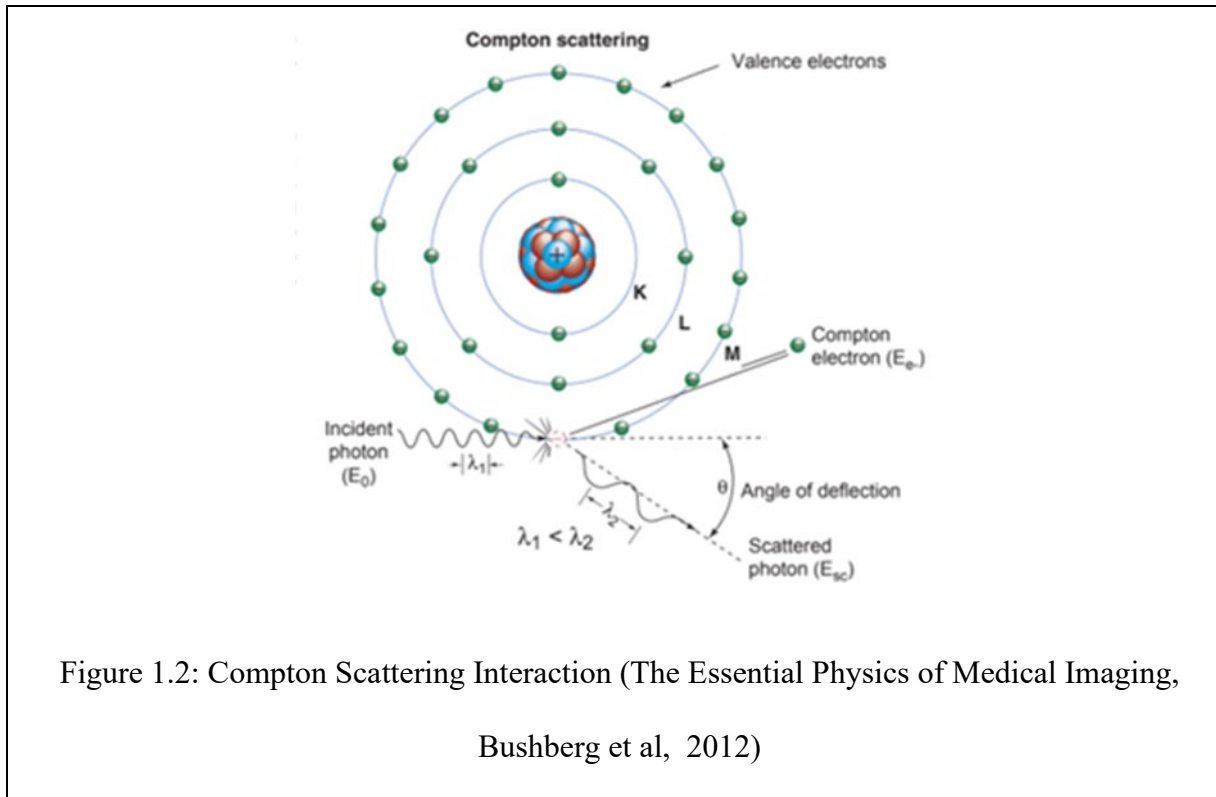 Compton scattering
Valence electrons
+
K
L
M
Compton
electron (Ee-)
Incident
photon
(E0)
λ1
θ
Angle of deflection
λ2
λ1 < λ2
Scattered
photon (Esc)
Figure 1.2: Compton Scattering Interaction (The Essential Physics of Medical Imaging,
Bushberg et al, 2012)